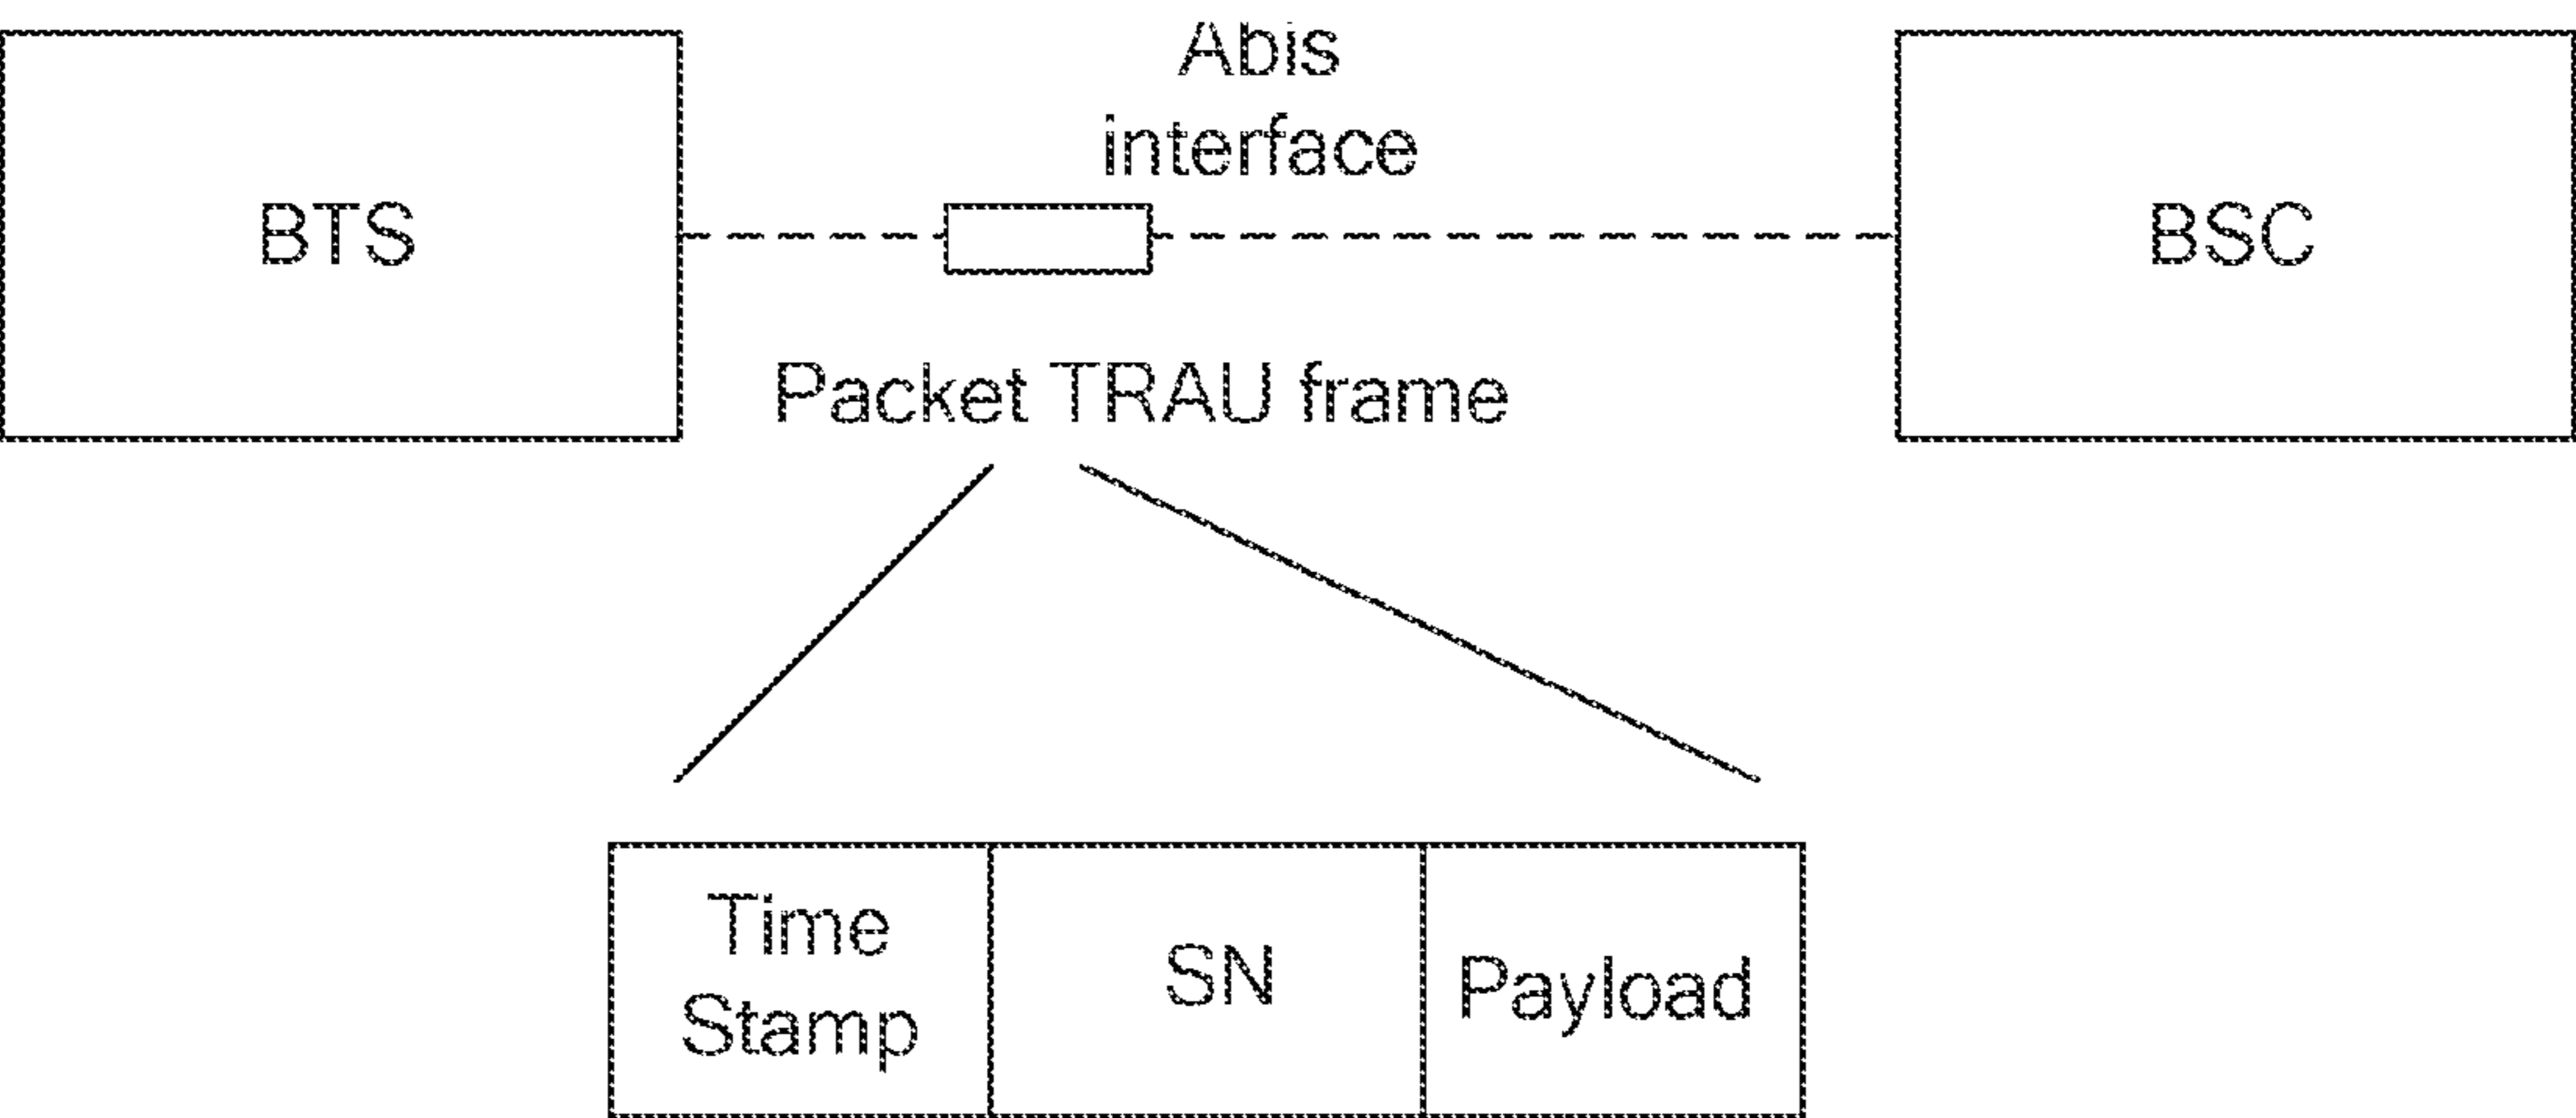 Abis
interface
BTS
BSC
Packet TRAU frame
Time
Stamp
SN
Payload